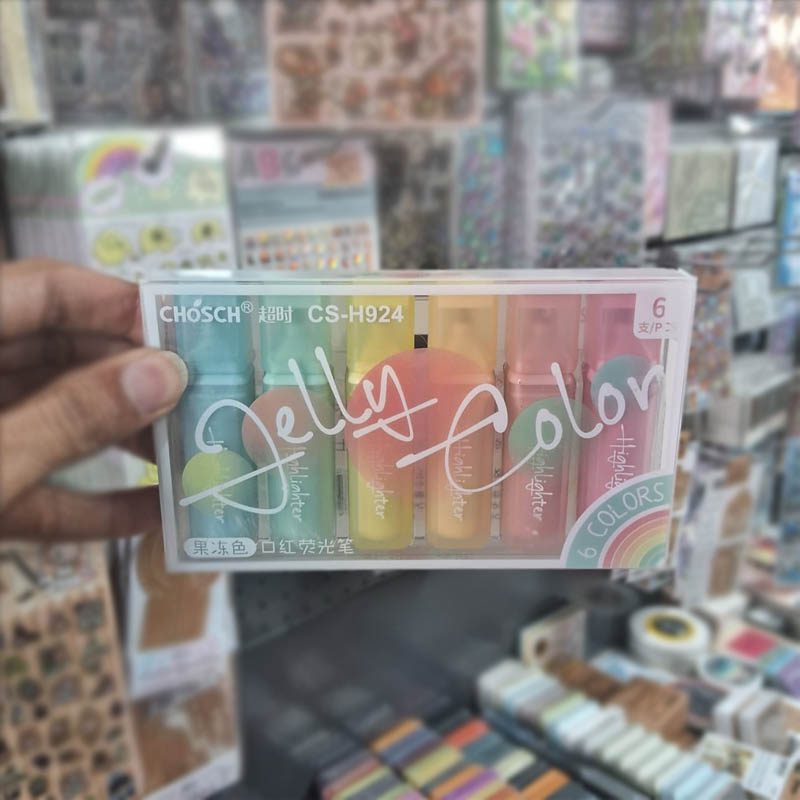 CHOSCH® 超时 CS-H924
6
支/P
Jelly Color
Highlighter
Highlighter
Highlighter
Highlighter
Highlighter
Highlighter
6 COLORS
果冻色 口红荧光笔